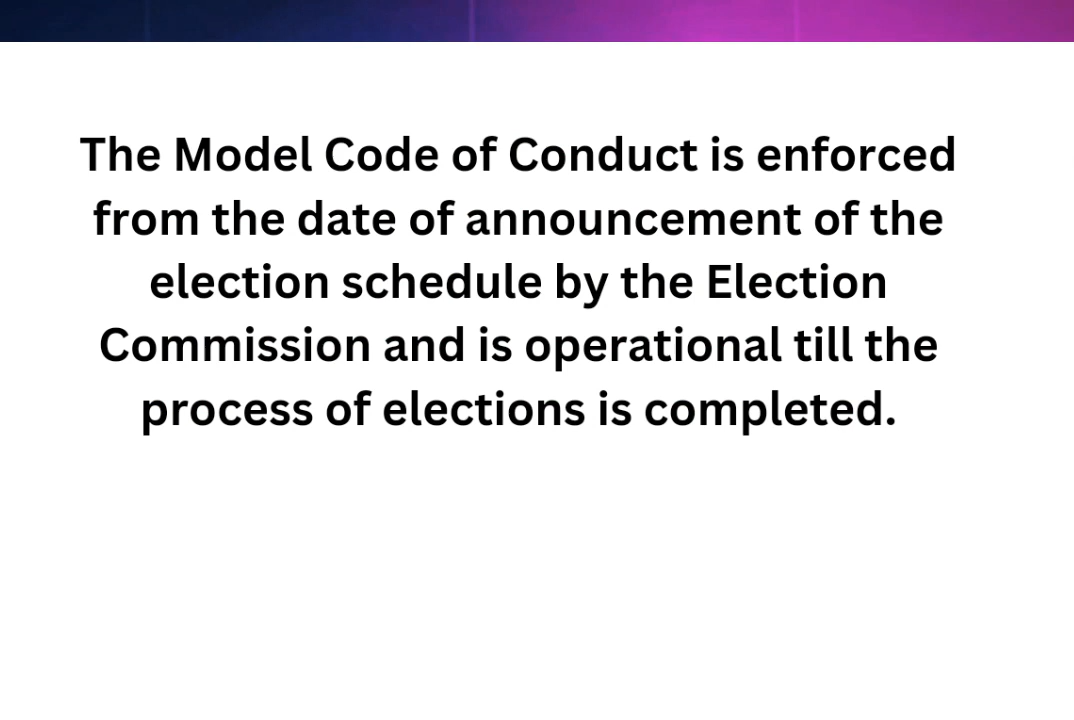 The Model Code of Conduct is enforced
from the date of announcement of the
election schedule by the Election
Commission and is operational till the
process of elections is completed.